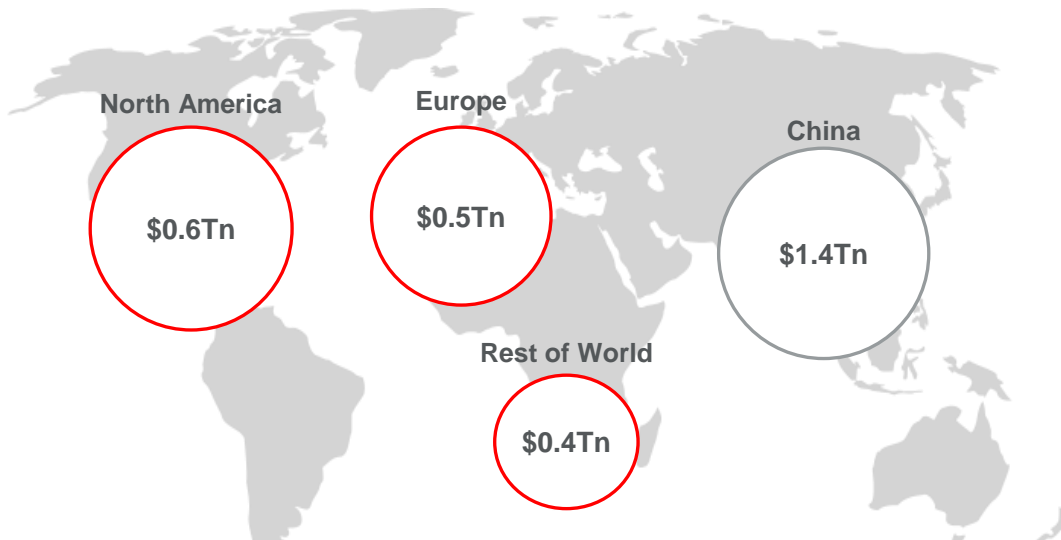 North America
$0.6Tn
Europe
$0.5Tn
China
$1.4Tn
Rest of World
$0.4Tn